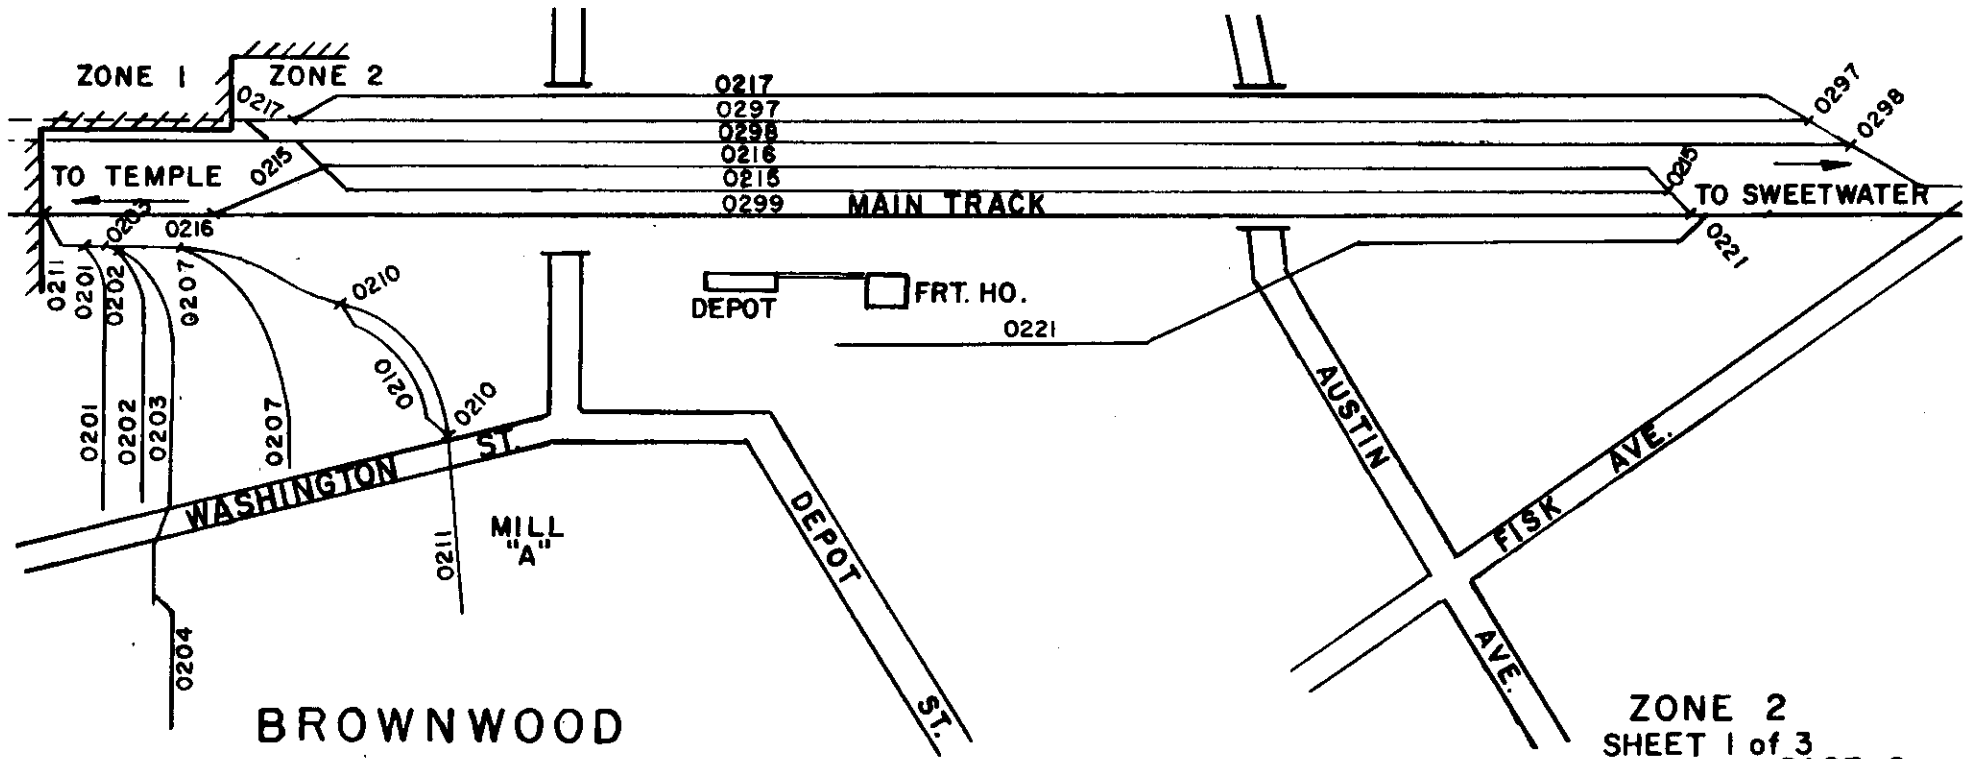 ZONE 1
ZONE 2
0217
0217
0297
0298
0216
0215
0299
MAIN TRACK
0297
0298
0215
TO TEMPLE
0215
TO SWEETWATER
0203
0216
0221
0211
0201
0202
0207
0210
DEPOT
FRT. HO.
0221
0210
0210
0201
0202
0203
0207
WASHINGTON ST.
0211
MILL
"A"
0204
DEPOT ST.
AUSTIN AVE.
FISK AVE.
BROWNWOOD
ZONE 2
SHEET 1 of 3